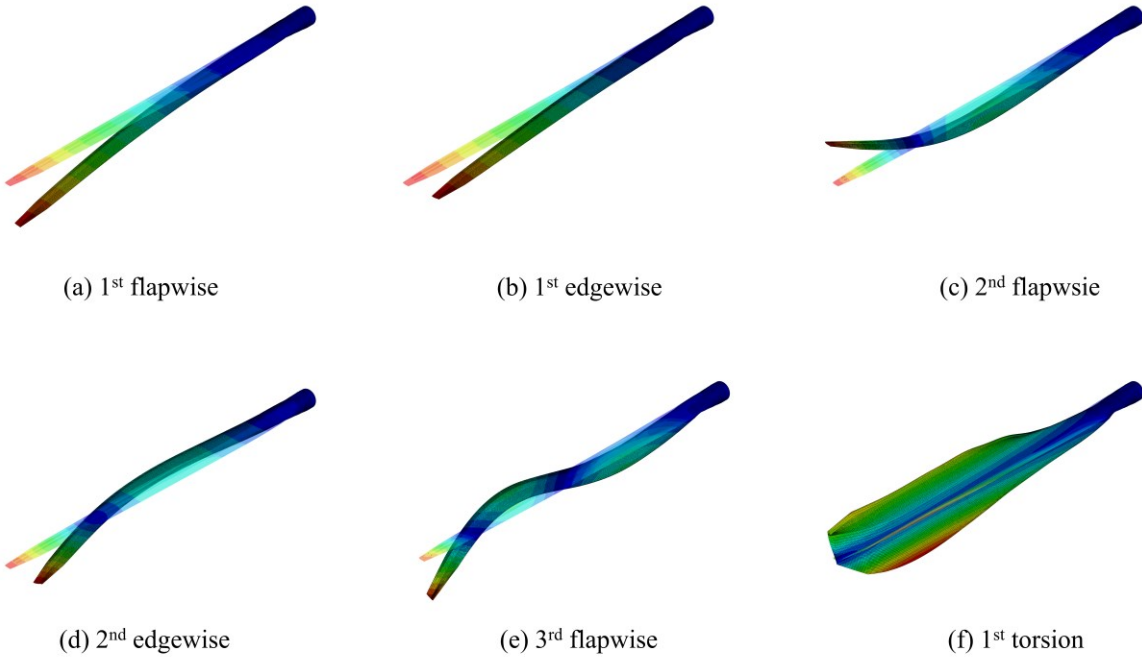 (a) 1st flapwise
(b) 1st edgewise
(c) 2nd flapwsie
(d) 2nd edgewise
(e) 3rd flapwise
(f) 1st torsion